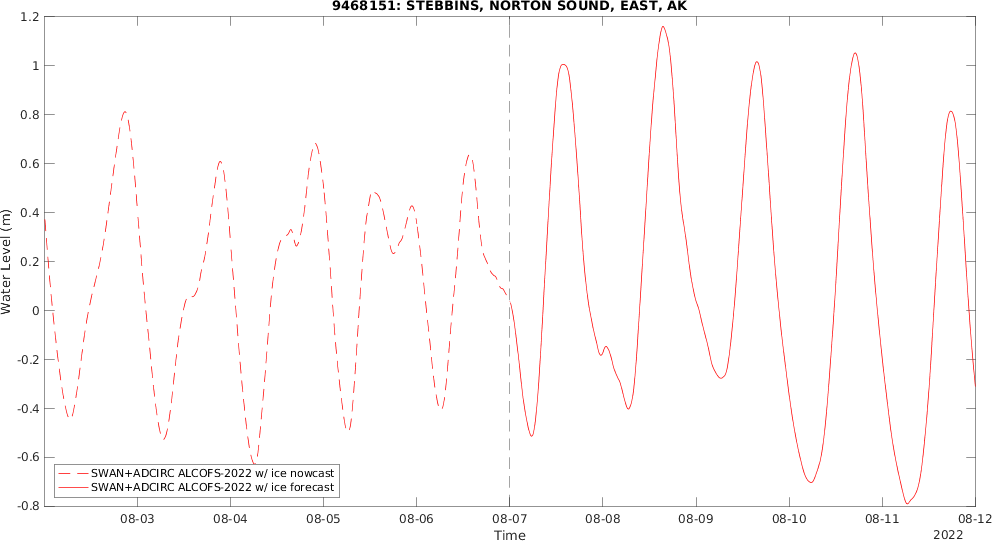 9468151: STEBBINS, NORTON SOUND, EAST, AK
1.2
1
0.8
0.6
0.4
0.2
0
-0.2
-0.4
-0.6
-0.8
Water Level (m)
SWAN+ADCIRC ALCOFS-2022 w/ ice nowcast
SWAN+ADCIRC ALCOFS-2022 w/ ice forecast
08-03 08-04 08-05 08-06 08-07 08-08 08-09 08-10 08-11 08-12
Time
2022